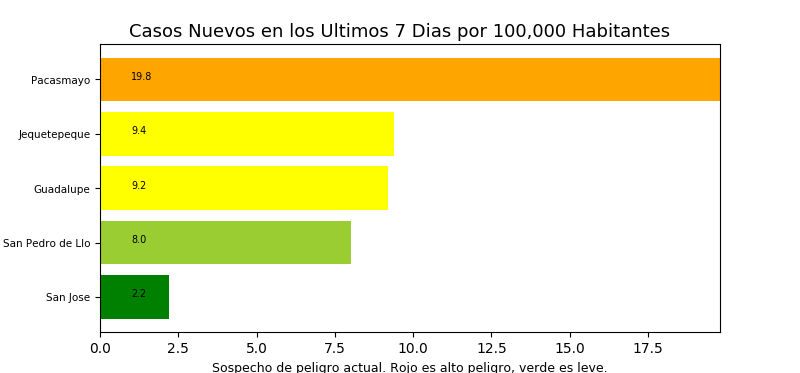 Casos Nuevos en los Ultimos 7 Dias por 100,000 Habitantes
Pacasmayo 19.8
Jequetepeque 9.4
Guadalupe 9.2
San Pedro de Llo 8.0
San Jose 2.2
0.0 2.5 5.0 7.5 10.0 12.5 15.0 17.5
Sospecho de peligro actual. Rojo es alto peligro, verde es leve.